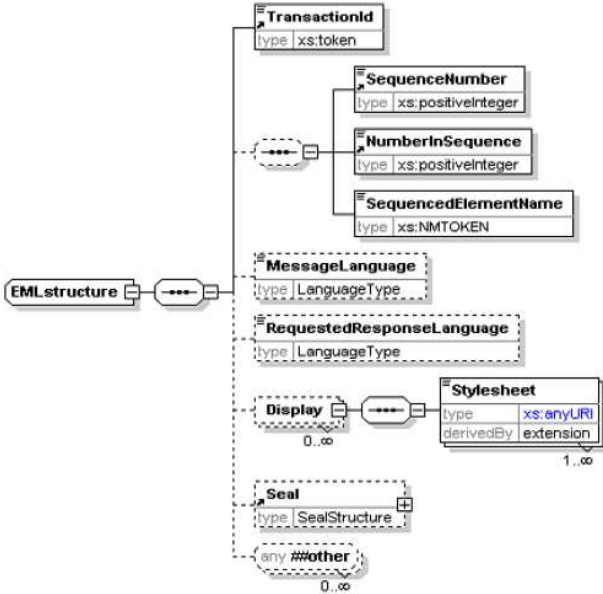 TransactionId
type xs:token
SequenceNumber
type xs:positiveInteger
NumberInSequence
type xs:positiveInteger
SequencedElementName
type xs:NMTOKEN
MessageLanguage
type LanguageType
EMLstructure
RequestedResponseLanguage
type LanguageType
Display
0..∞
Stylesheet
type xs:anyURI
derivedBy extension
1..∞
Seal
type SealStructure
any ##other
0..∞